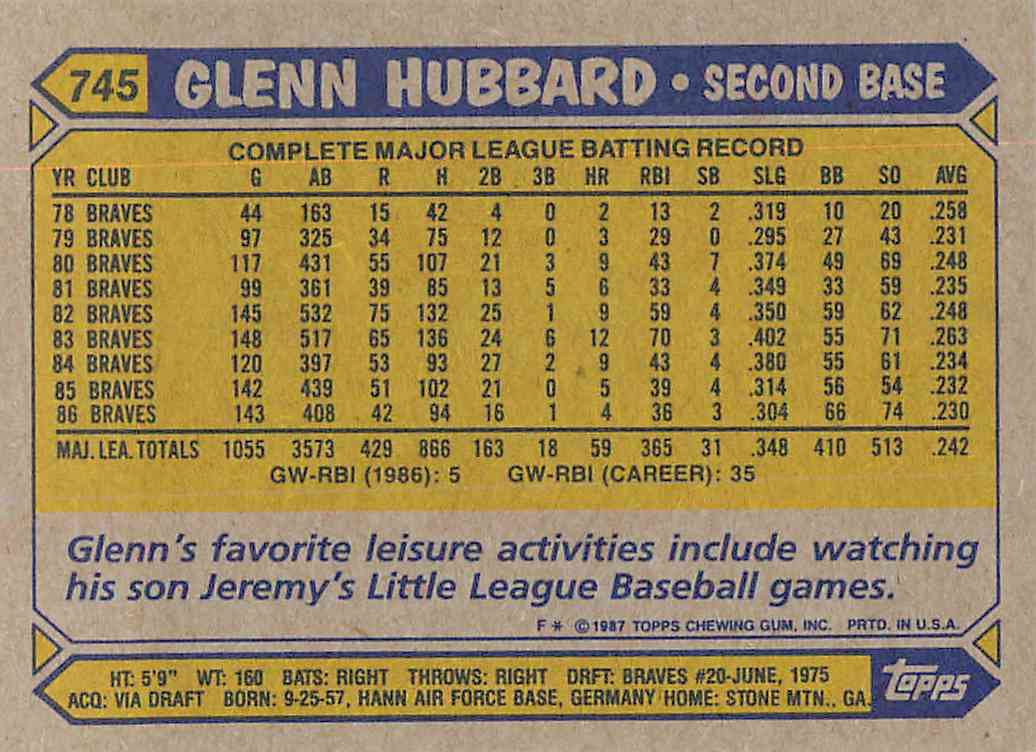 745 GLENN HUBBARD • SECOND BASE
COMPLETE MAJOR LEAGUE BATTING RECORD
YR CLUB G AB R H 2B 3B HR RBI SB SLG BB SO AVG
78 BRAVES 44 163 15 42 4 0 2 13 2 .319 10 20 .258
79 BRAVES 97 325 34 75 12 0 3 29 0 .295 27 43 .231
80 BRAVES 117 431 55 107 21 3 9 43 7 .374 49 69 .248
81 BRAVES 99 361 39 85 13 5 6 33 4 .349 33 59 .235
82 BRAVES 145 532 75 132 25 1 9 59 4 .350 59 62 .248
83 BRAVES 148 517 65 136 24 6 12 70 3 .402 55 71 .263
84 BRAVES 120 397 53 93 27 2 9 43 4 .380 55 61 .234
85 BRAVES 142 439 51 102 21 0 5 39 4 .314 56 54 .232
86 BRAVES 143 408 42 94 16 1 4 36 3 .304 66 74 .230
MAJ. LEA. TOTALS 1055 3573 429 866 163 18 59 365 31 .348 410 513 .242
GW-RBI (1986): 5 GW-RBI (CAREER): 35
Glenn's favorite leisure activities include watching
his son Jeremy's Little League Baseball games.
F * © 1987 TOPPS CHEWING GUM, INC. PRTD. IN U.S.A.
HT: 5'9" WT: 160 BATS: RIGHT THROWS: RIGHT DRFT: BRAVES #20-JUNE, 1975
ACQ: VIA DRAFT BORN: 9-25-57, HANN AIR FORCE BASE, GERMANY HOME: STONE MTN., GA.
topps